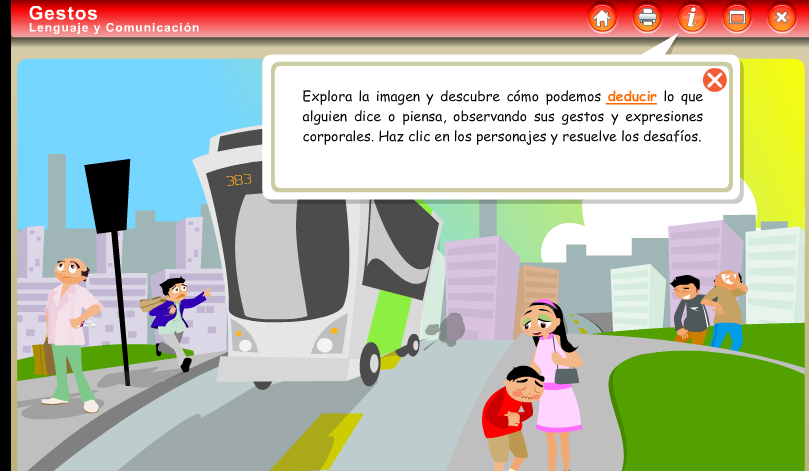 Gestos
Lenguaje y Comunicación
Explora la imagen y descubre cómo podemos deducir lo que
alguien dice o piensa, observando sus gestos y expresiones
corporales. Haz clic en los personajes y resuelve los desafíos.
383